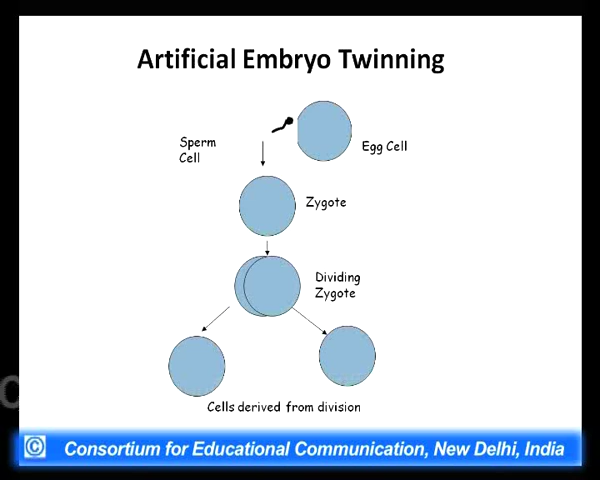 Artificial Embryo Twinning
Sperm
Cell
Egg Cell
Zygote
Dividing
Zygote
Cells derived from division
© Consortium for Educational Communication, New Delhi, India